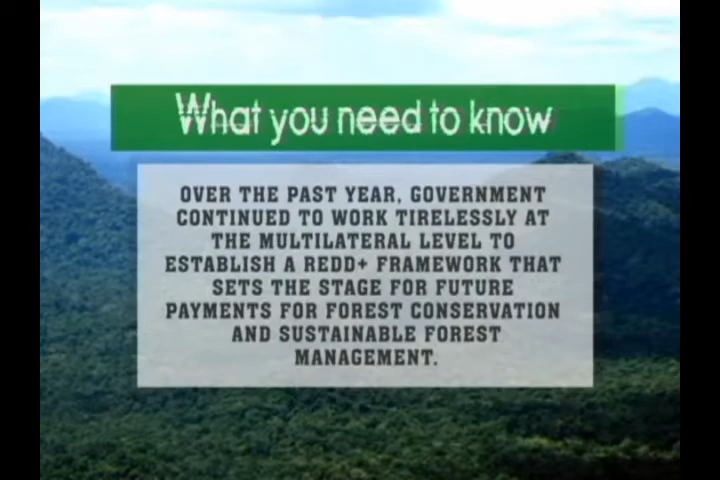 What you need to know
OVER THE PAST YEAR, GOVERNMENT
CONTINUED TO WORK TIRELESSLY AT
THE MULTILATERAL LEVEL TO
ESTABLISH A REDD+ FRAMEWORK THAT
SETS THE STAGE FOR FUTURE
PAYMENTS FOR FOREST CONSERVATION
AND SUSTAINABLE FOREST
MANAGEMENT.